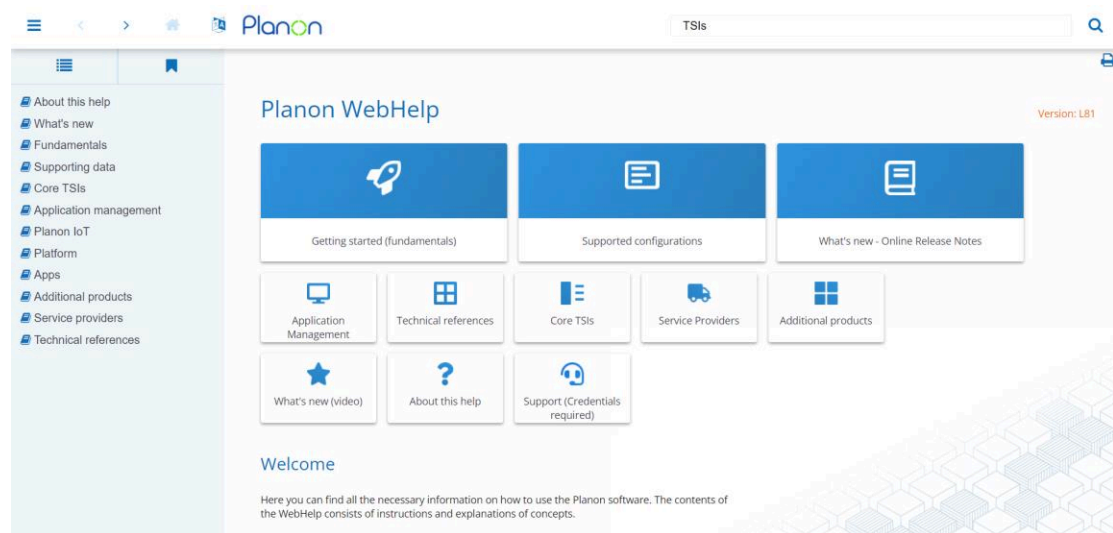 Planon
TSIs
About this help
What's new
Fundamentals
Supporting data
Core TSIs
Application management
Planon IoT
Platform
Apps
Additional products
Service providers
Technical references
Planon WebHelp
Version: L81
Getting started (fundamentals)
Supported configurations
What's new - Online Release Notes
Application
Management
Technical references
Core TSIs
Service Providers
Additional products
What's new (video)
About this help
Support (Credentials
required)
Welcome
Here you can find all the necessary information on how to use the Planon software. The contents of
the WebHelp consists of instructions and explanations of concepts.